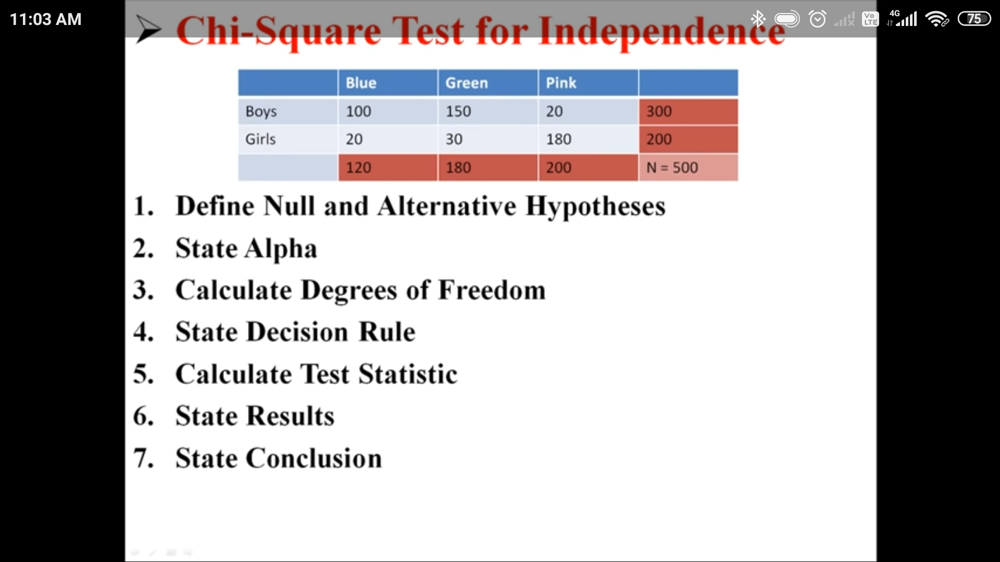 11:03 AM
Vo LTE 4G 75
➢ Chi-Square Test for Independence
Blue Green Pink
Boys 100 150 20 300
Girls 20 30 180 200
120 180 200 N = 500
1. Define Null and Alternative Hypotheses
2. State Alpha
3. Calculate Degrees of Freedom
4. State Decision Rule
5. Calculate Test Statistic
6. State Results
7. State Conclusion